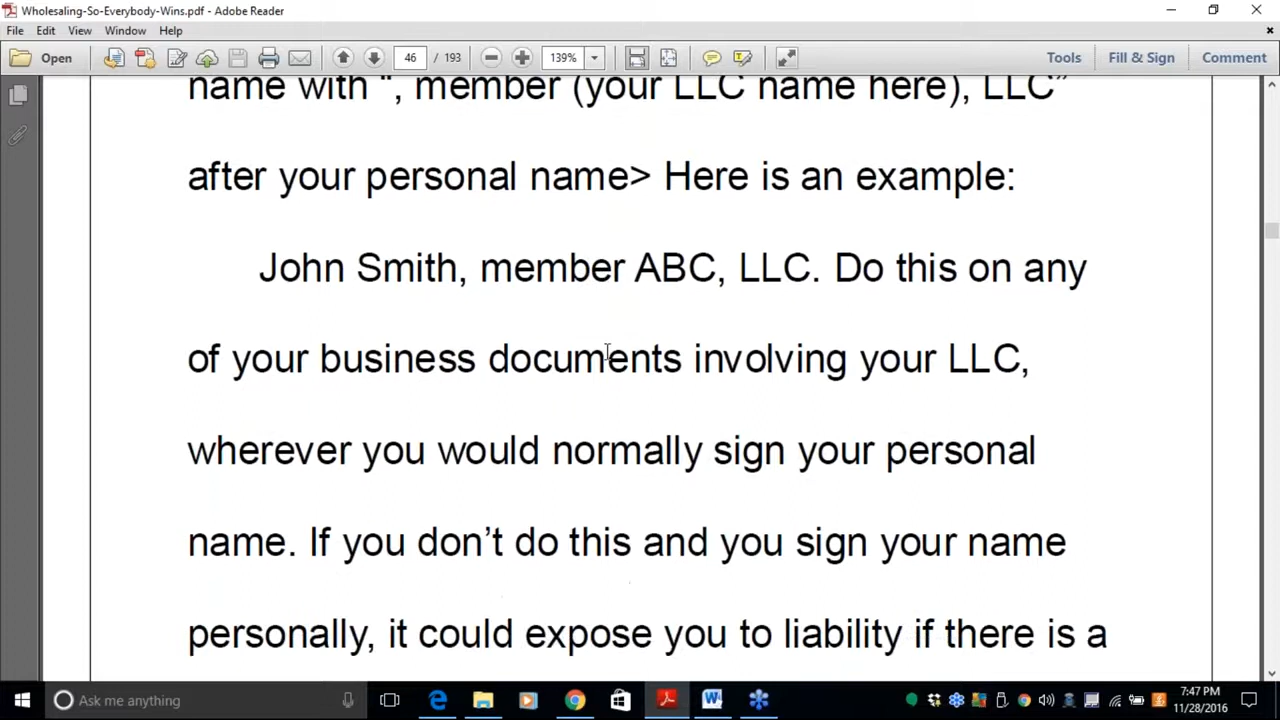 Wholesaling-So-Everybody-Wins.pdf - Adobe Reader
File Edit View Window Help
Open 46 / 193 139% Tools Fill & Sign Comment
name with “, member (your LLC name here), LLC”
after your personal name> Here is an example:
John Smith, member ABC, LLC. Do this on any
of your business documents involving your LLC,
wherever you would normally sign your personal
name. If you don’t do this and you sign your name
personally, it could expose you to liability if there is a
Ask me anything
7:47 PM
11/28/2016